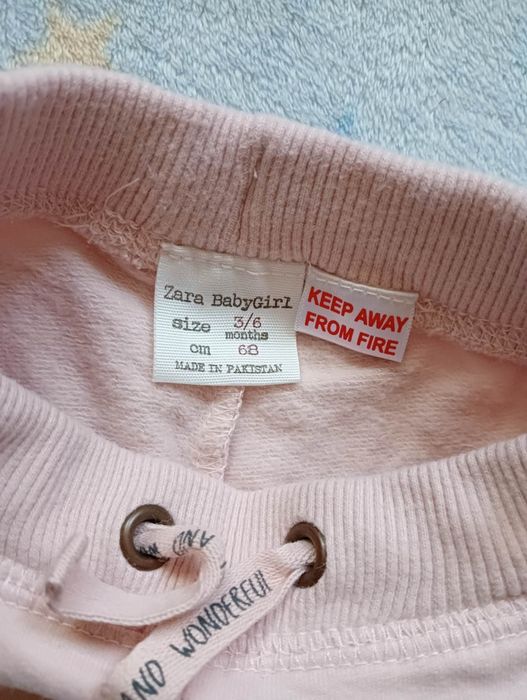 Zara BabyGirl
size 3/6 months
cm 68
MADE IN PAKISTAN
KEEP AWAY
FROM FIRE
AND WONDERFUL